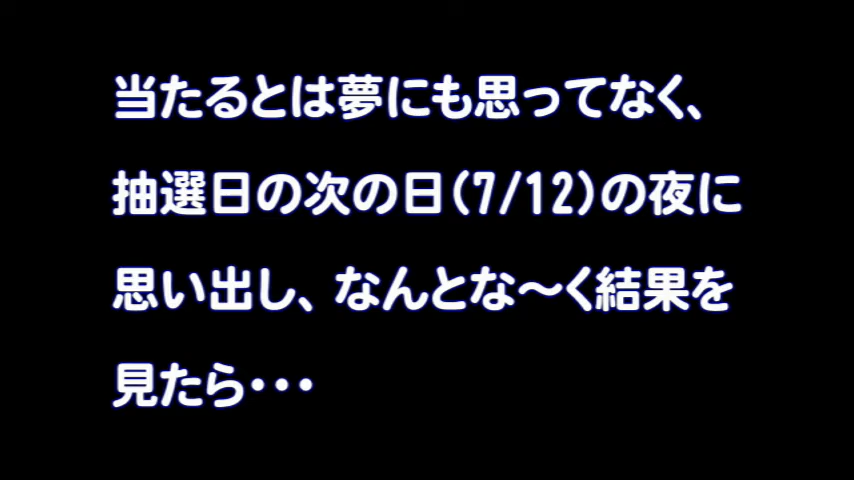 当たるとは夢にも思ってなく、
抽選日の次の日(7/12)の夜に
思い出し、なんとな～く結果を
見たら・・・